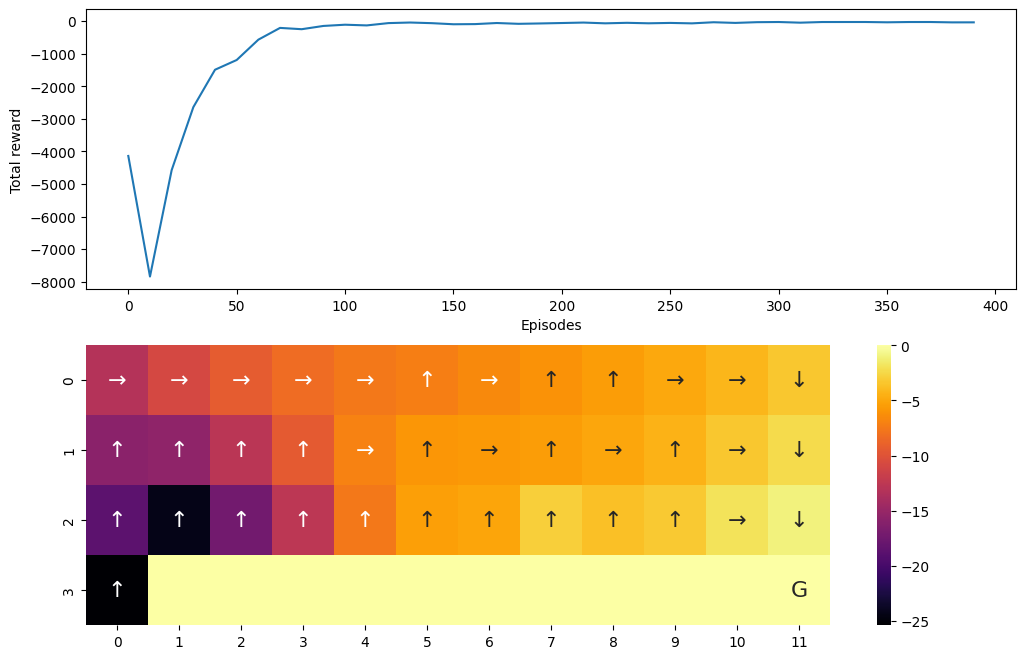 0
−1000
−2000
−3000
−4000
−5000
−6000
−7000
−8000
Total reward
0 50 100 150 200 250 300 350 400
Episodes
0 → → → → → ↑ → ↑ ↑ → → ↓
1 ↑ ↑ ↑ ↑ → ↑ → ↑ → ↑ → ↓
2 ↑ ↑ ↑ ↑ ↑ ↑ ↑ ↑ ↑ ↑ → ↓
3 ↑ G
0 1 2 3 4 5 6 7 8 9 10 11
0
−5
−10
−15
−20
−25